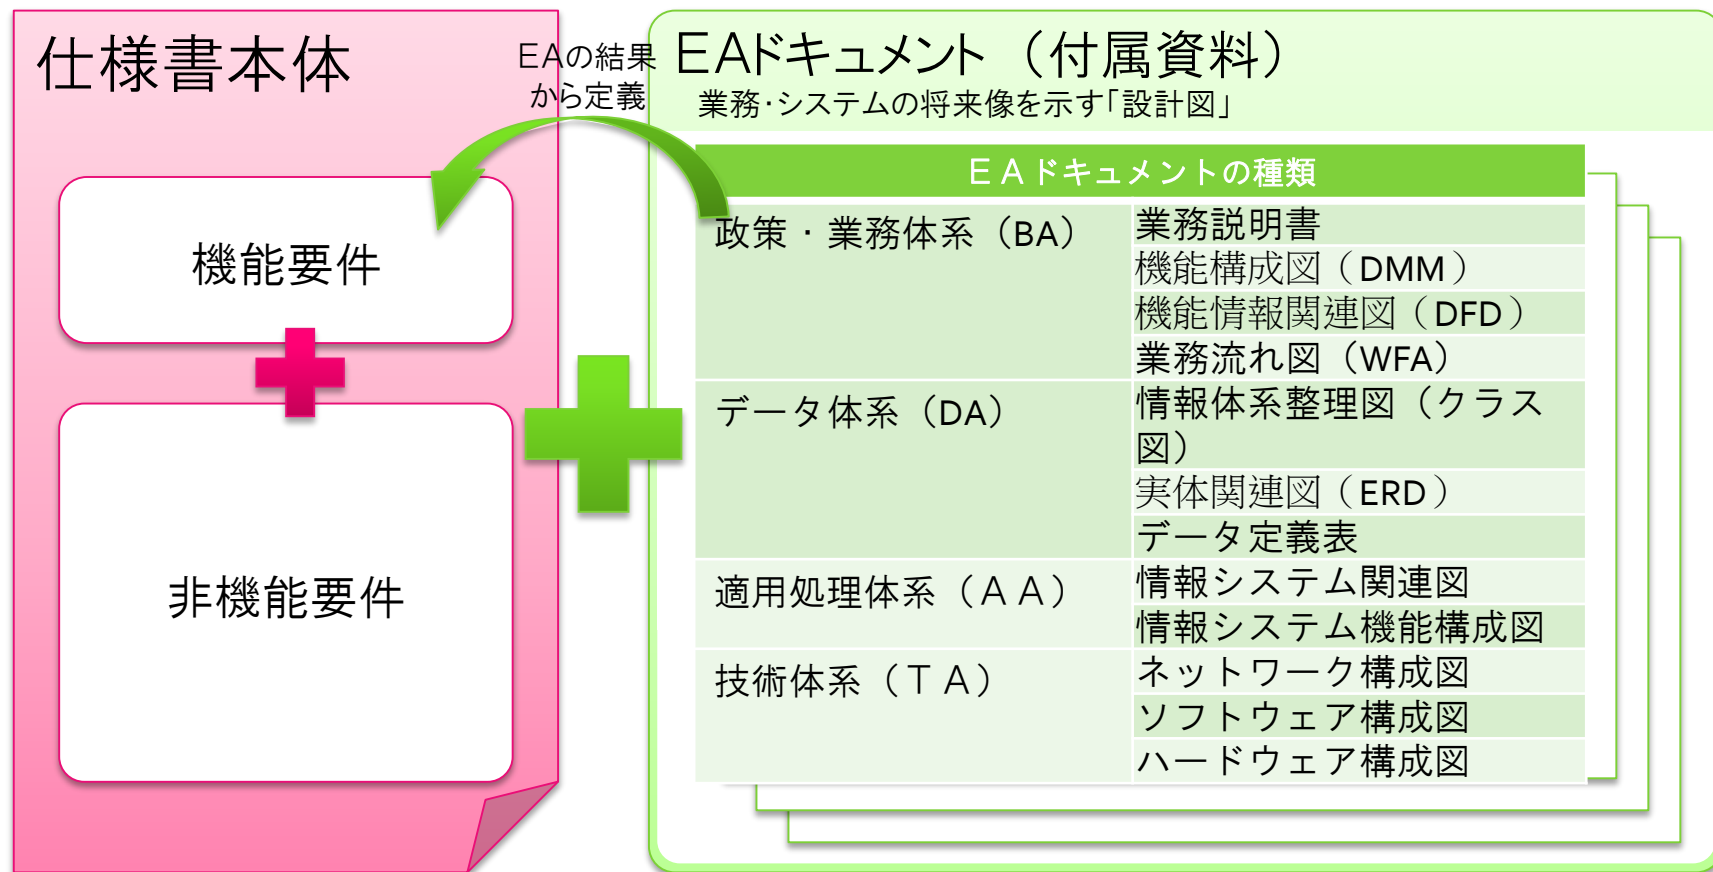 仕様書本体
機能要件
非機能要件
EAの結果
から定義
EAドキュメント（付属資料）
業務・システムの将来像を示す「設計図」
ＥＡドキュメントの種類
政策・業務体系（BA）
業務説明書
機能構成図（DMM）
機能情報関連図（DFD）
業務流れ図（WFA）
データ体系（DA）
情報体系整理図（クラス
図）
実体関連図（ERD）
データ定義表
適用処理体系（ＡＡ）
情報システム関連図
情報システム機能構成図
技術体系（ＴＡ）
ネットワーク構成図
ソフトウェア構成図
ハードウェア構成図